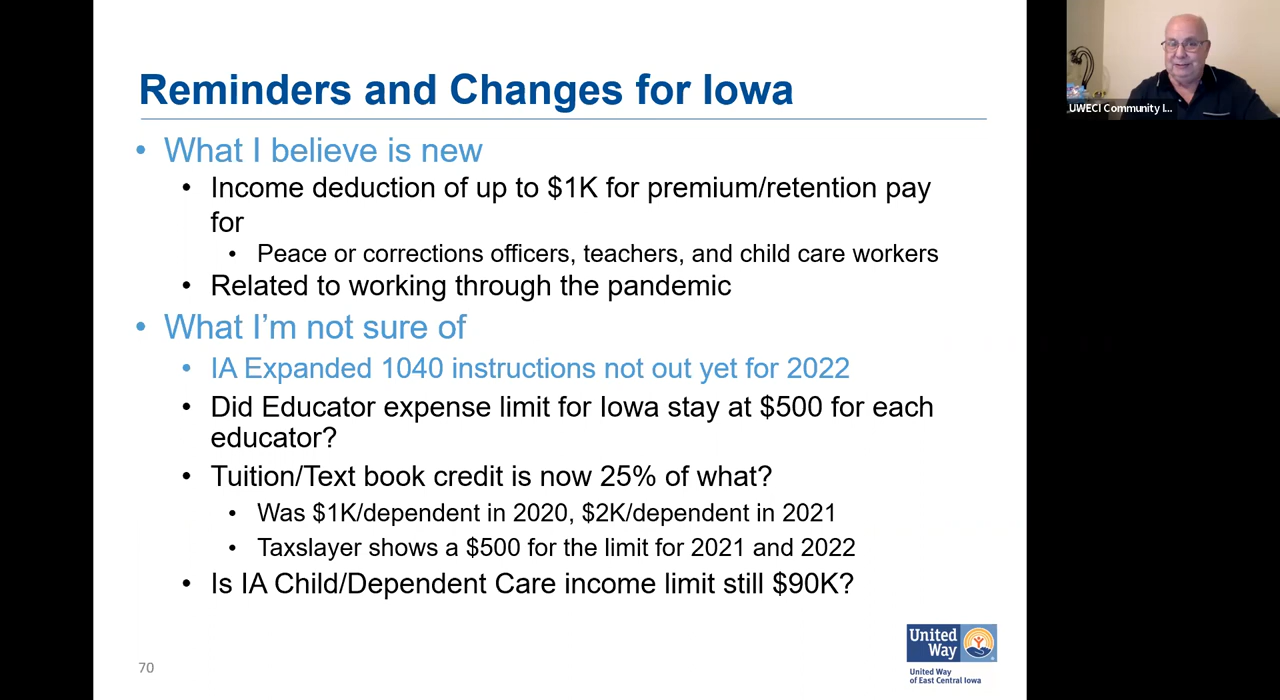 Reminders and Changes for Iowa
• What I believe is new
• Income deduction of up to $1K for premium/retention pay
for
• Peace or corrections officers, teachers, and child care workers
• Related to working through the pandemic
• What I’m not sure of
• IA Expanded 1040 instructions not out yet for 2022
• Did Educator expense limit for Iowa stay at $500 for each
educator?
• Tuition/Text book credit is now 25% of what?
• Was $1K/dependent in 2020, $2K/dependent in 2021
• Taxslayer shows a $500 for the limit for 2021 and 2022
• Is IA Child/Dependent Care income limit still $90K?
70
United
Way
United Way
of East Central Iowa
UWECI Community I...